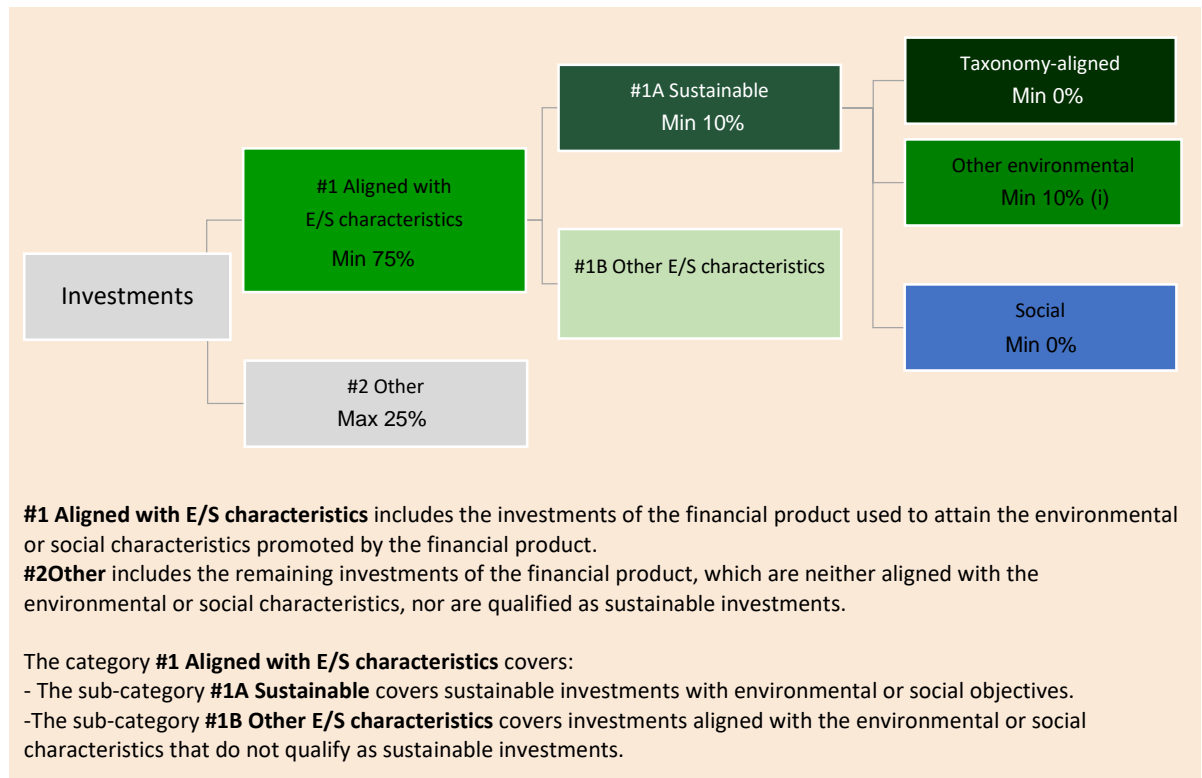 Investments
#1 Aligned with
E/S characteristics
Min 75%
#2 Other
Max 25%
#1A Sustainable
Min 10%
#1B Other E/S characteristics
Taxonomy-aligned
Min 0%
Other environmental
Min 10% (i)
Social
Min 0%
#1 Aligned with E/S characteristics includes the investments of the financial product used to attain the environmental
or social characteristics promoted by the financial product.
#2Other includes the remaining investments of the financial product, which are neither aligned with the
environmental or social characteristics, nor are qualified as sustainable investments.
The category #1 Aligned with E/S characteristics covers:
- The sub-category #1A Sustainable covers sustainable investments with environmental or social objectives.
-The sub-category #1B Other E/S characteristics covers investments aligned with the environmental or social
characteristics that do not qualify as sustainable investments.